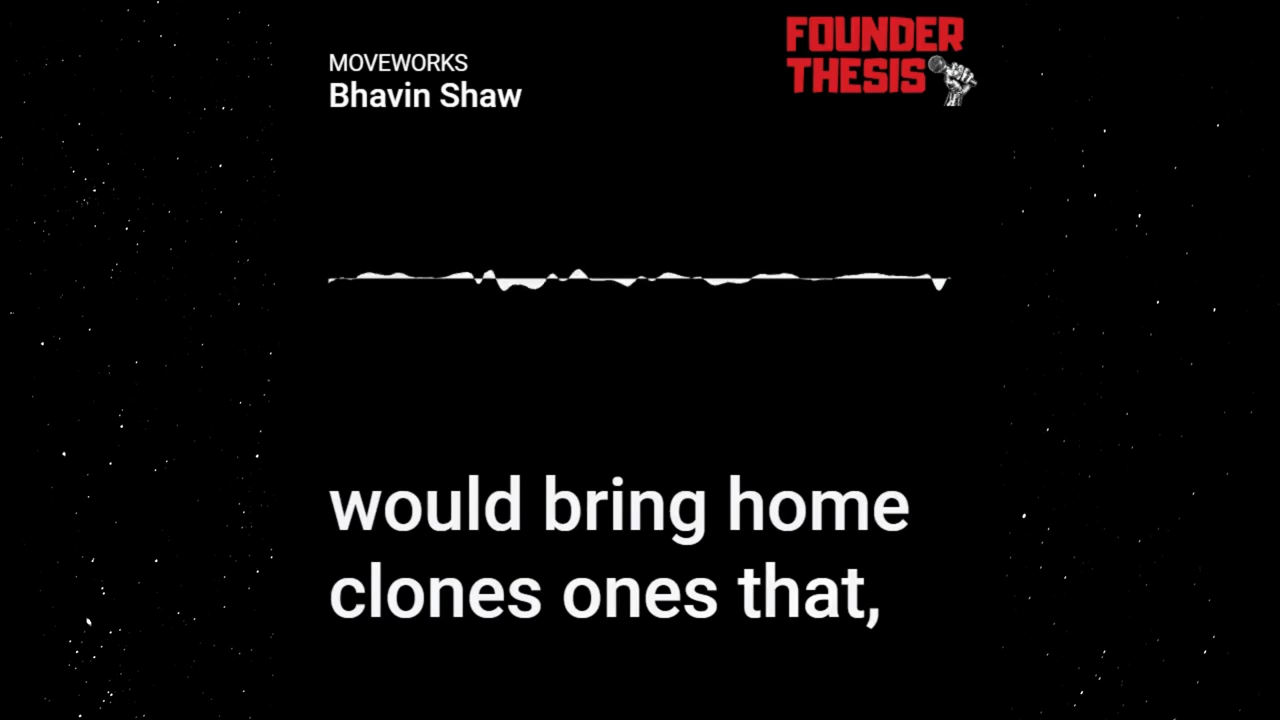 MOVEWORKS
Bhavin Shaw
FOUNDER
THESIS
would bring home
clones ones that,